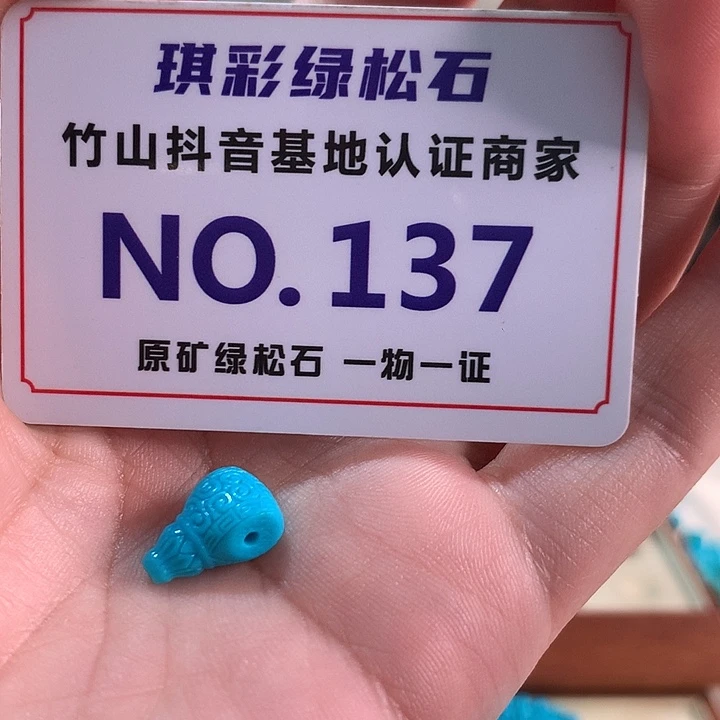 琪彩绿松石
竹山抖音基地认证商家
NO.137
原矿绿松石 一物一证